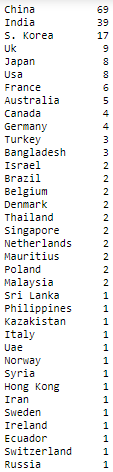 China 69
India 39
S. Korea 17
Uk 9
Japan 8
Usa 8
France 6
Australia 5
Canada 4
Germany 4
Turkey 3
Bangladesh 3
Israel 2
Brazil 2
Belgium 2
Denmark 2
Thailand 2
Singapore 2
Netherlands 2
Mauritius 2
Poland 2
Malaysia 2
Sri Lanka 1
Philippines 1
Kazakistan 1
Italy 1
Uae 1
Norway 1
Syria 1
Hong Kong 1
Iran 1
Sweden 1
Ireland 1
Ecuador 1
Switzerland 1
Russia 1